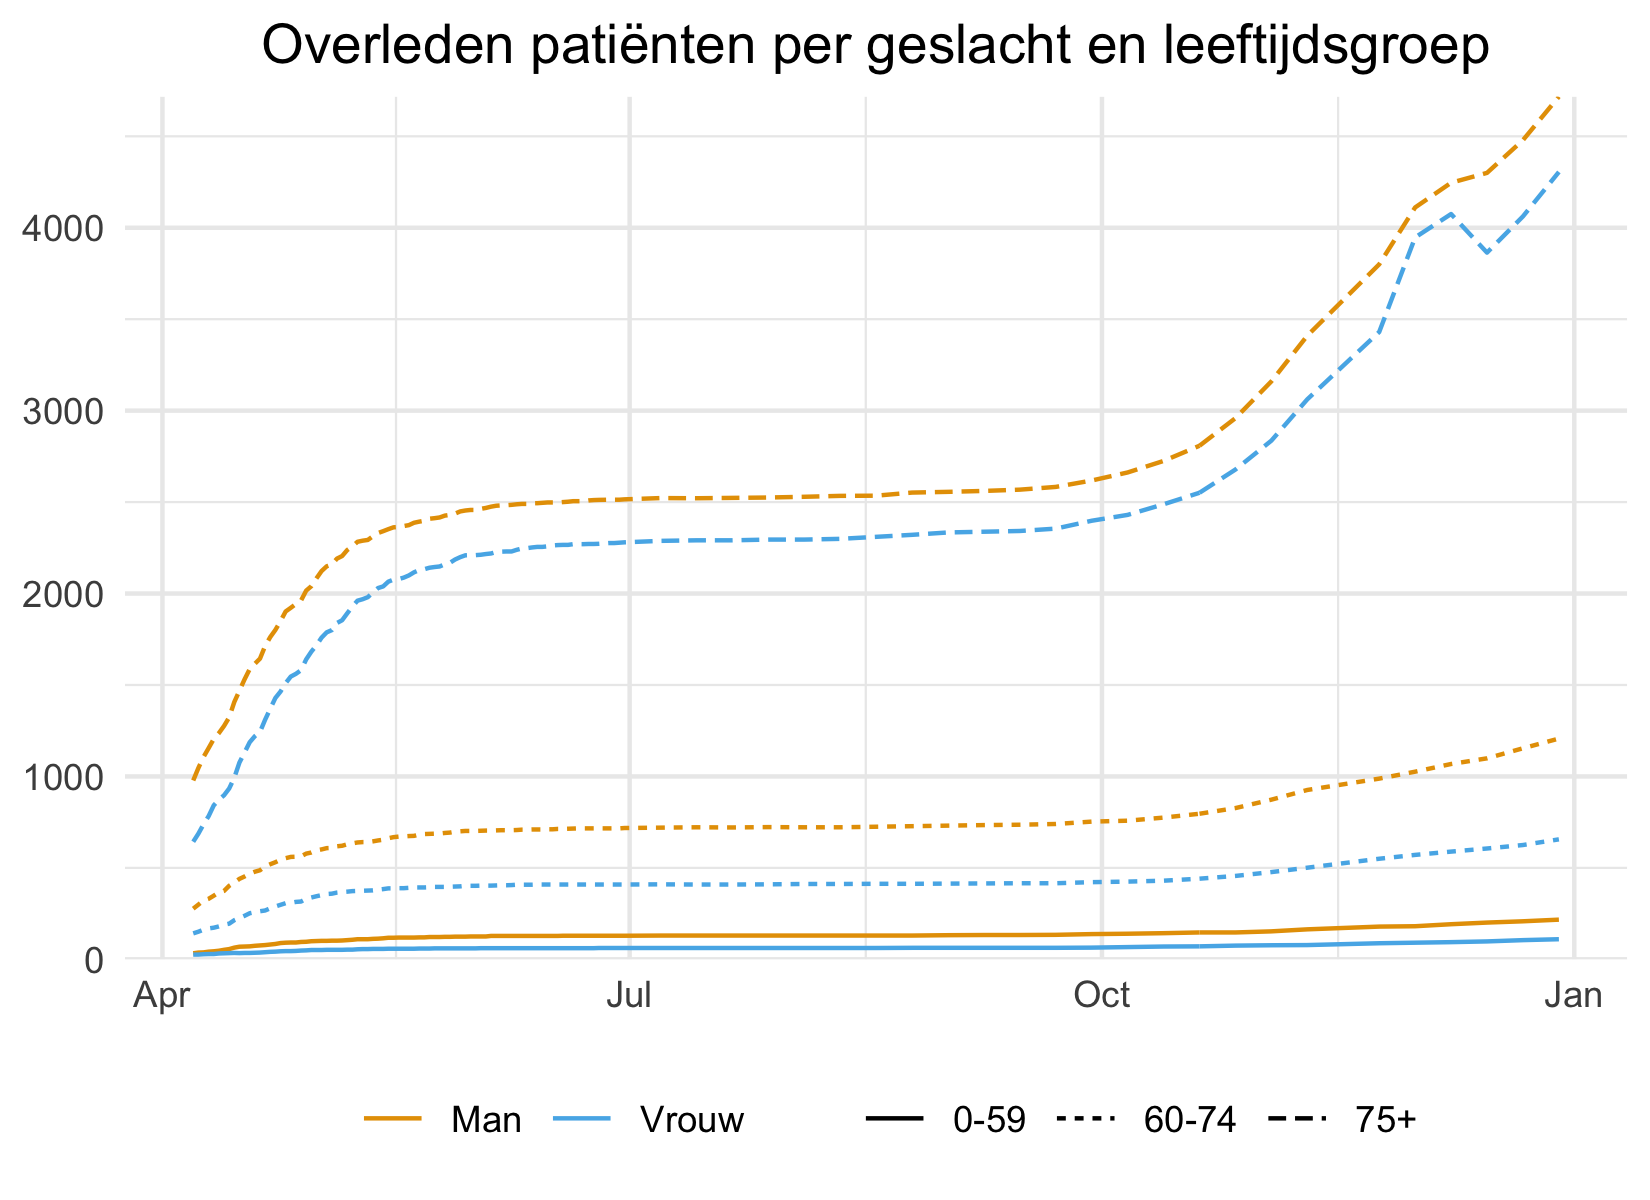 Overleden patiënten per geslacht en leeftijdsgroep
4000
3000
2000
1000
0
Apr Jul Oct Jan
Man Vrouw 0-59 60-74 75+